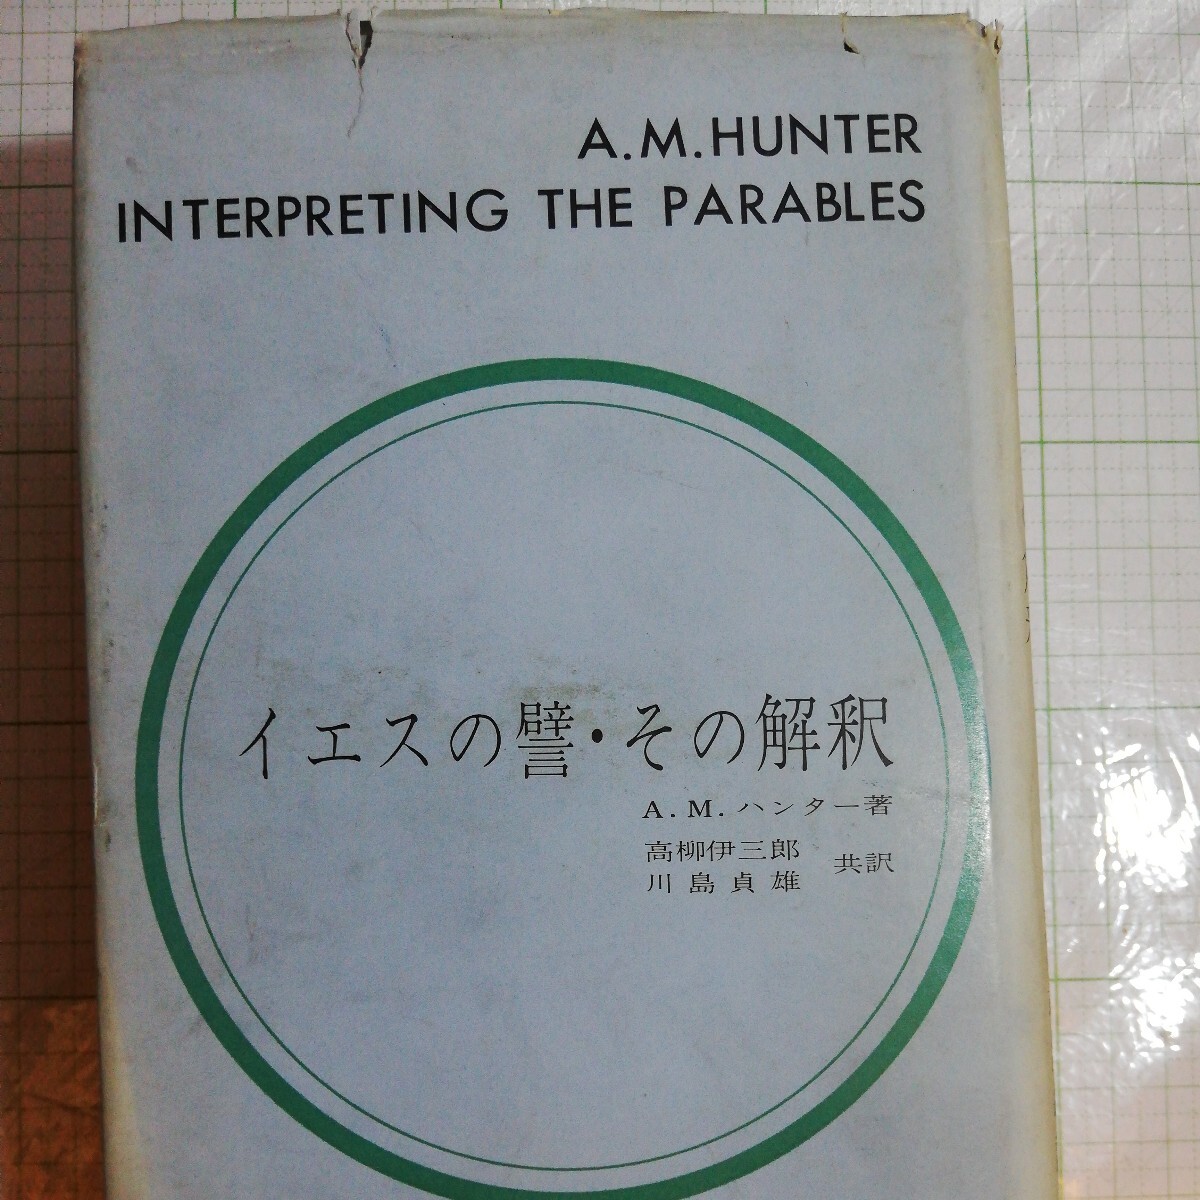 A.M.HUNTER
INTERPRETING THE PARABLES
イエスの譬・その解釈
A.M.ハンター著
高柳伊三郎
川島貞雄
共訳